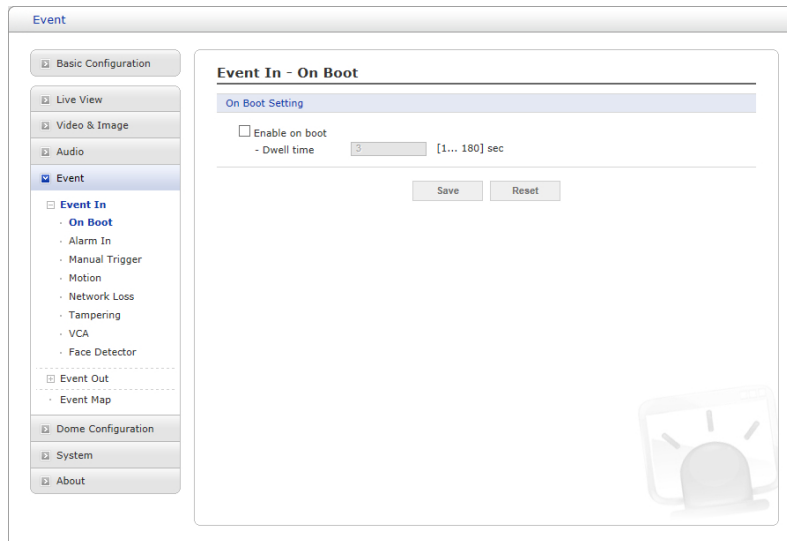 Event
Basic Configuration
Live View
Video & Image
Audio
Event
Event In
On Boot
Alarm In
Manual Trigger
Motion
Network Loss
Tampering
VCA
Face Detector
Event Out
Event Map
Dome Configuration
System
About
Event In - On Boot
On Boot Setting
Enable on boot
- Dwell time 3 [1... 180] sec
Save Reset